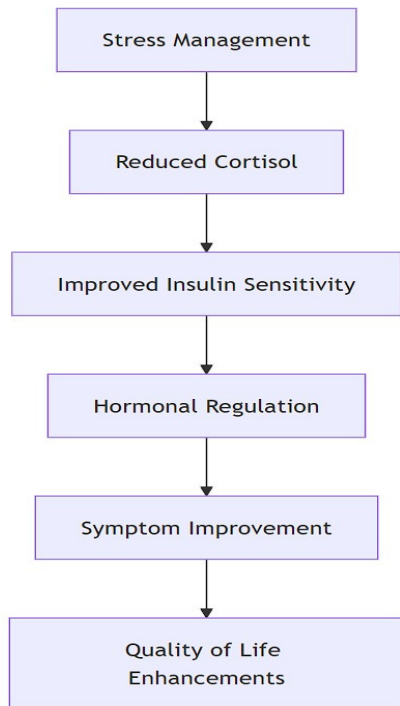 Stress Management
Reduced Cortisol
Improved Insulin Sensitivity
Hormonal Regulation
Symptom Improvement
Quality of Life
Enhancements